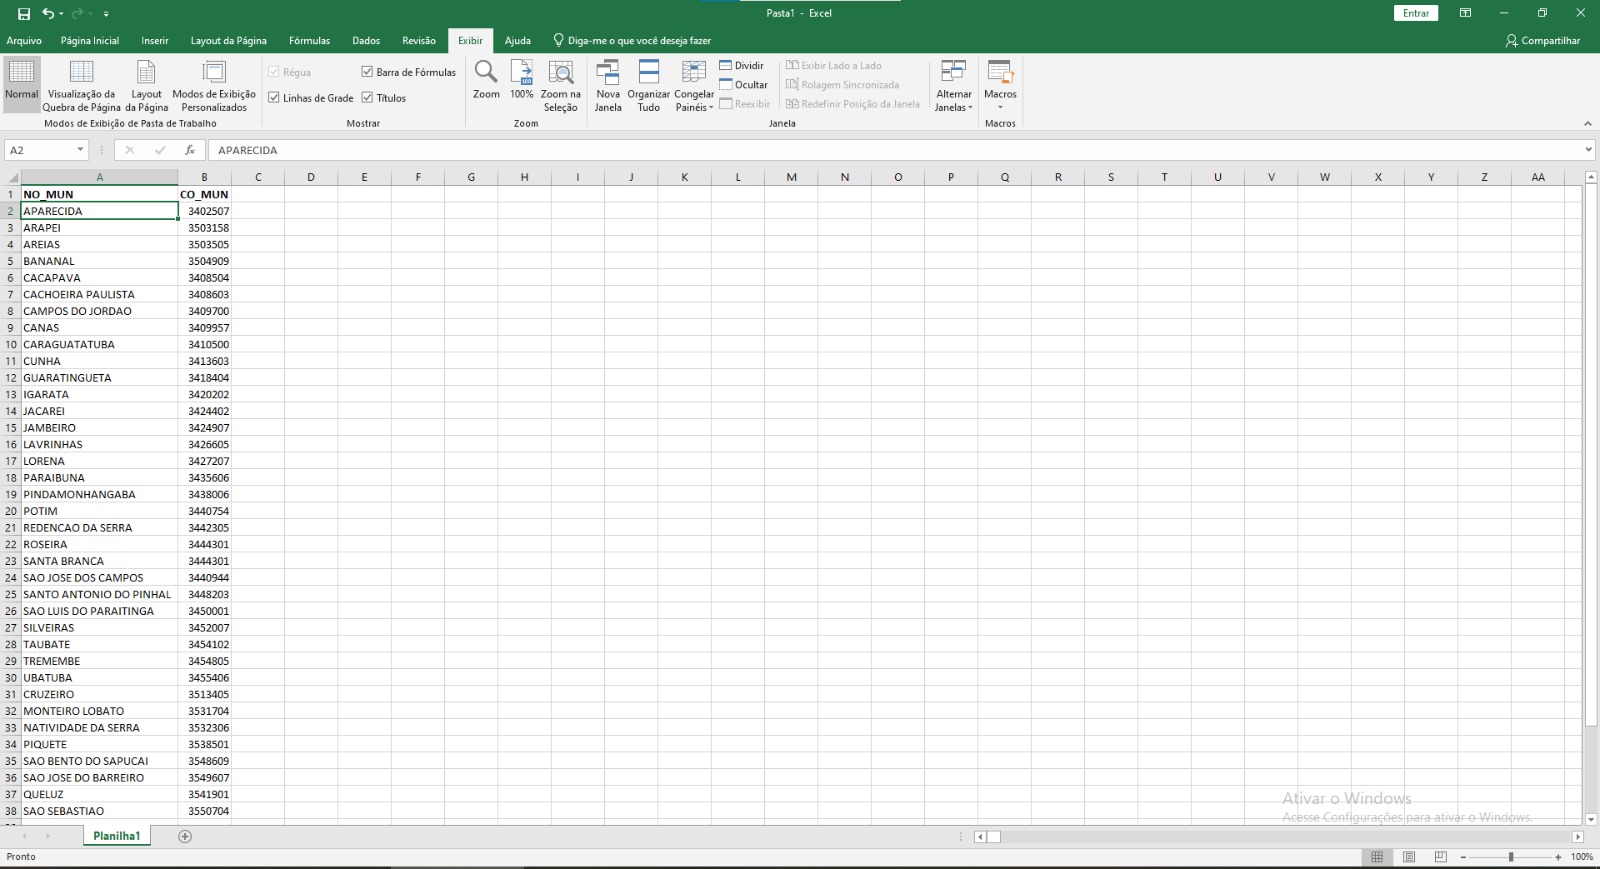 Pasta1 - Excel
Entrar
Arquivo Página Inicial Inserir Layout da Página Fórmulas Dados Revisão Exibir Ajuda Diga-me o que você deseja fazer Compartilhar
Normal Visualização da Quebra de Página Layout da Página Modos de Exibição Personalizados
Modos de Exibição de Pasta de Trabalho
Régua Barra de Fórmulas
Linhas de Grade Títulos
Mostrar
Zoom 100% Zoom na Seleção
Zoom
Nova Janela Organizar Tudo Congelar Painéis
Dividir
Ocultar
Reexibir
Exibir Lado a Lado
Rolagem Sincronizada
Redefinir Posição da Janela
Alternar Janelas
Janela
Macros
Macros
A2 fx APARECIDA
A B C D E F G H I J K L M N O P Q R S T U V W X Y Z AA
1 NO_MUN CO_MUN
2 APARECIDA 3402507
3 ARAPEI 3503158
4 AREIAS 3503505
5 BANANAL 3504909
6 CACAPAVA 3408504
7 CACHOEIRA PAULISTA 3408603
8 CAMPOS DO JORDAO 3409700
9 CANAS 3409957
10 CARAGUATATUBA 3410500
11 CUNHA 3413603
12 GUARATINGUETA 3418404
13 IGARATA 3420202
14 JACAREI 3424402
15 JAMBEIRO 3424907
16 LAVRINHAS 3426605
17 LORENA 3427207
18 PARAIBUNA 3435606
19 PINDAMONHANGABA 3438006
20 POTIM 3440754
21 REDENCAO DA SERRA 3442305
22 ROSEIRA 3444301
23 SANTA BRANCA 3444301
24 SAO JOSE DOS CAMPOS 3440944
25 SANTO ANTONIO DO PINHAL 3448203
26 SAO LUIS DO PARAITINGA 3450001
27 SILVEIRAS 3452007
28 TAUBATE 3454102
29 TREMEMBE 3454805
30 UBATUBA 3455406
31 CRUZEIRO 3513405
32 MONTEIRO LOBATO 3531704
33 NATIVIDADE DA SERRA 3532306
34 PIQUETE 3538501
35 SAO BENTO DO SAPUCAI 3548609
36 SAO JOSE DO BARREIRO 3549607
37 QUELUZ 3541901
38 SAO SEBASTIAO 3550704
Ativar o Windows
Acesse Configurações para ativar o Windows.
Planilha1
Pronto
100%